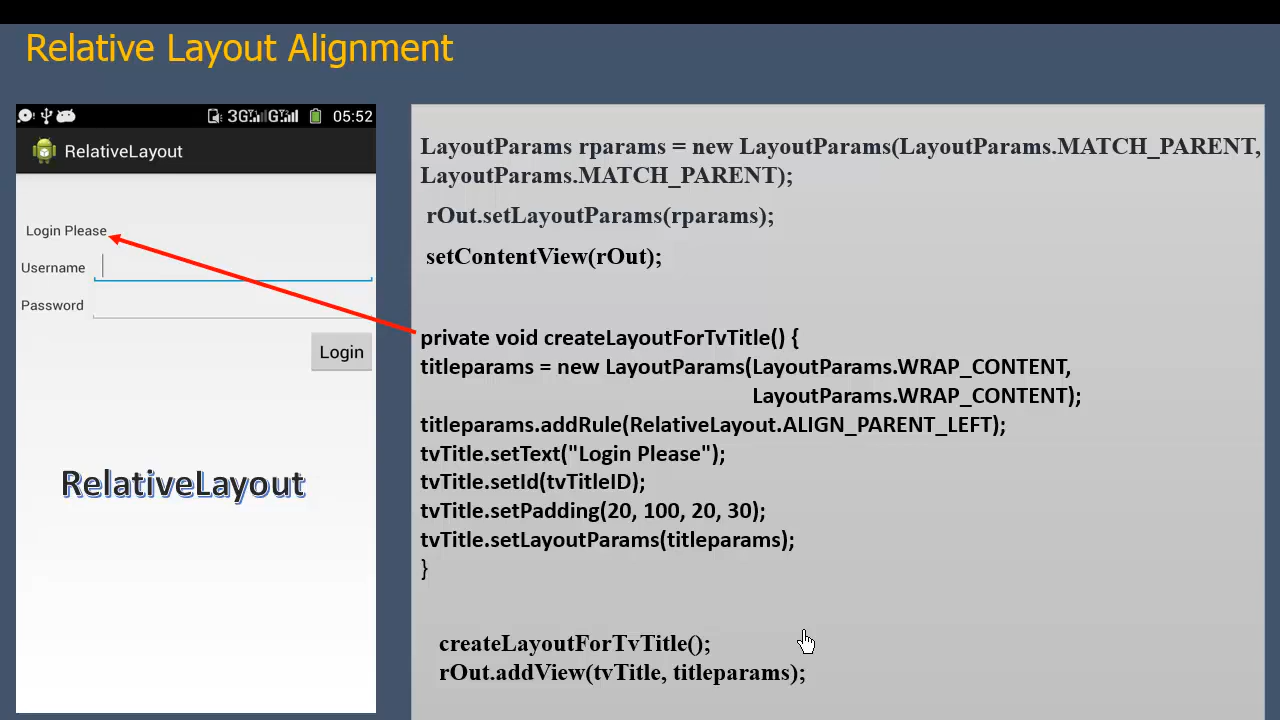 Relative Layout Alignment
3G G 05:52
RelativeLayout
Login Please
Username
Password
Login
RelativeLayout
LayoutParams rparams = new LayoutParams(LayoutParams.MATCH_PARENT,
LayoutParams.MATCH_PARENT);
rOut.setLayoutParams(rparams);
setContentView(rOut);
private void createLayoutForTvTitle() {
titleparams = new LayoutParams(LayoutParams.WRAP_CONTENT,
LayoutParams.WRAP_CONTENT);
titleparams.addRule(RelativeLayout.ALIGN_PARENT_LEFT);
tvTitle.setText("Login Please");
tvTitle.setId(tvTitleID);
tvTitle.setPadding(20, 100, 20, 30);
tvTitle.setLayoutParams(titleparams);
}
createLayoutForTvTitle();
rOut.addView(tvTitle, titleparams);